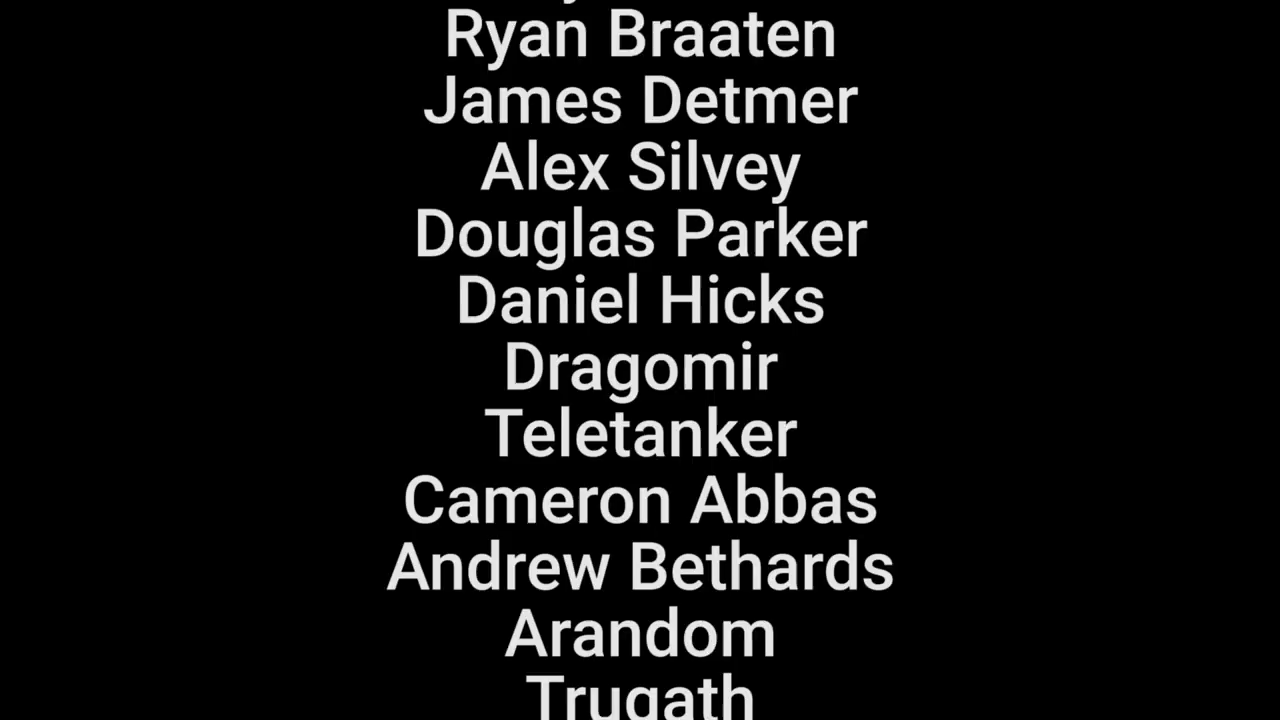 Ryan Braaten
James Detmer
Alex Silvey
Douglas Parker
Daniel Hicks
Dragomir
Teletanker
Cameron Abbas
Andrew Bethards
Arandom
Trugath